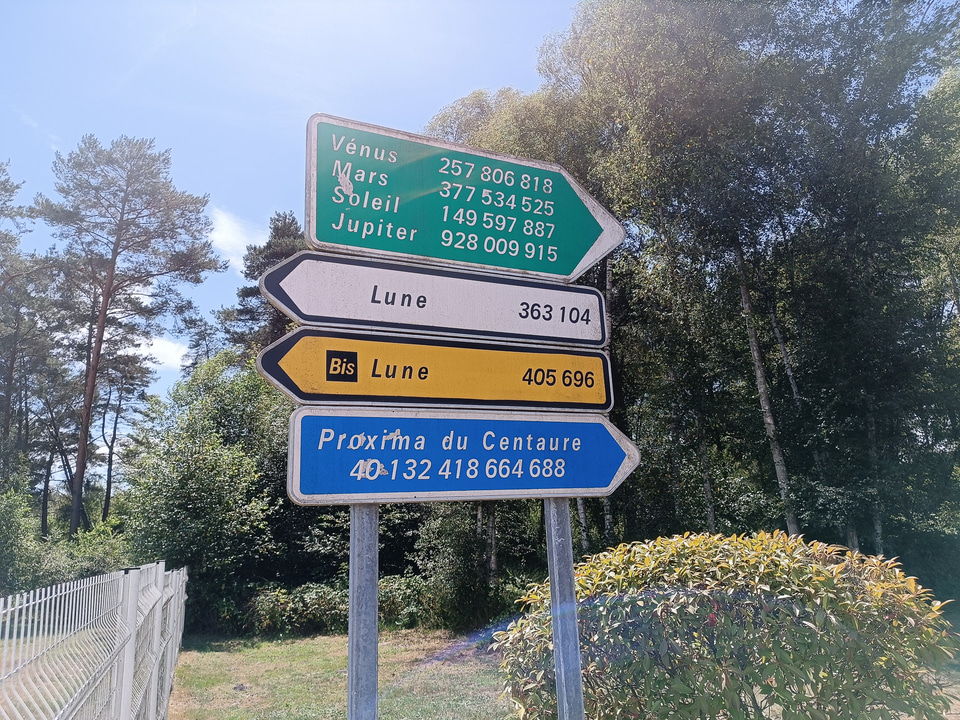 Vénus 257 806 818
Mars 377 534 525
Soleil 149 597 887
Jupiter 928 009 915
Lune 363 104
Bis Lune 405 696
Proxima du Centaure
40 132 418 664 688